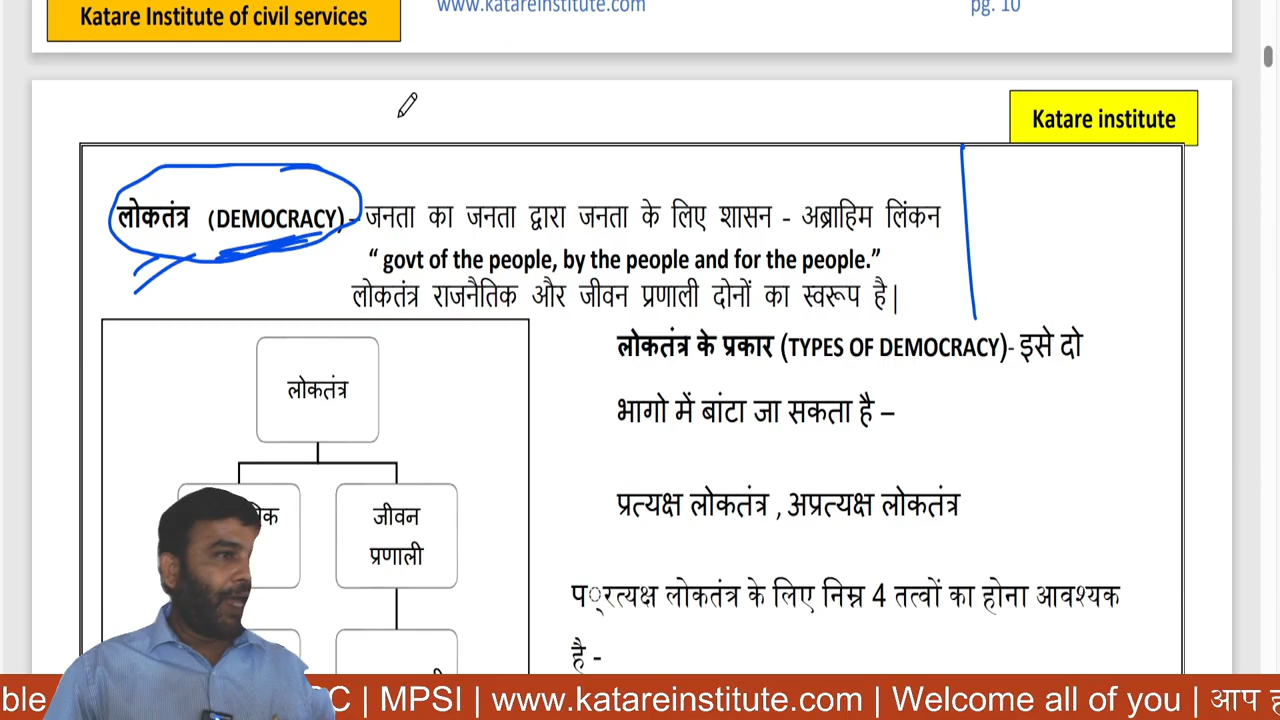 Katare Institute of civil services
www.katareinstitute.com
pg. 10
Katare institute
लोकतंत्र (DEMOCRACY) - जनता का जनता द्वारा जनता के लिए शासन - अब्राहिम लिंकन
“ govt of the people, by the people and for the people.”
लोकतंत्र राजनैतिक और जीवन प्रणाली दोनों का स्वरूप है|
लोकतंत्र
जीवन
प्रणाली
लोकतंत्र के प्रकार (TYPES OF DEMOCRACY)- इसे दो
भागो में बांटा जा सकता है –
प्रत्यक्ष लोकतंत्र , अप्रत्यक्ष लोकतंत्र
प्रत्यक्ष लोकतंत्र के लिए निम्न 4 तत्वों का होना आवश्यक
है -
| MPSI | www.katareinstitute.com | Welcome all of you | आप